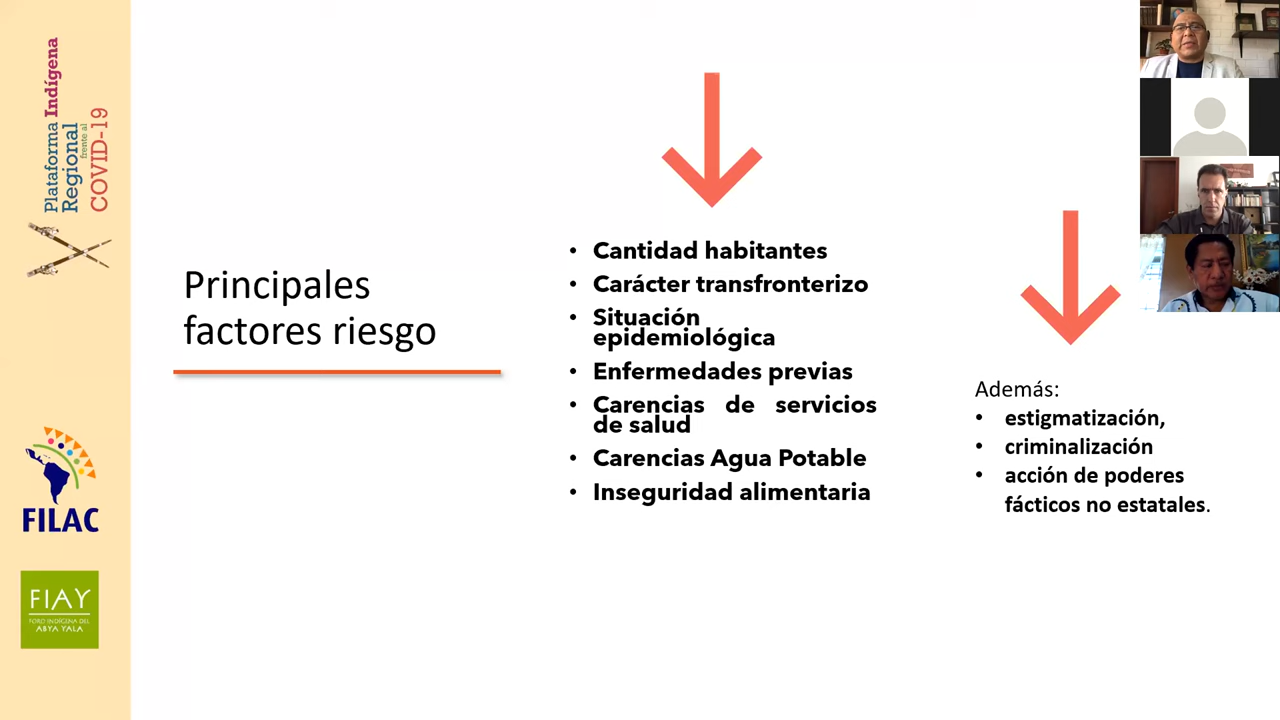 Plataforma Indígena
Regional
frente al
COVID-19
FILAC
FIAY
FORO INDÍGENA DEL
ABYA YALA
Principales
factores riesgo
• Cantidad habitantes
• Carácter transfronterizo
• Situación
epidemiológica
• Enfermedades previas
• Carencias de servicios
de salud
• Carencias Agua Potable
• Inseguridad alimentaria
Además:
• estigmatización,
• criminalización
• acción de poderes
fácticos no estatales.